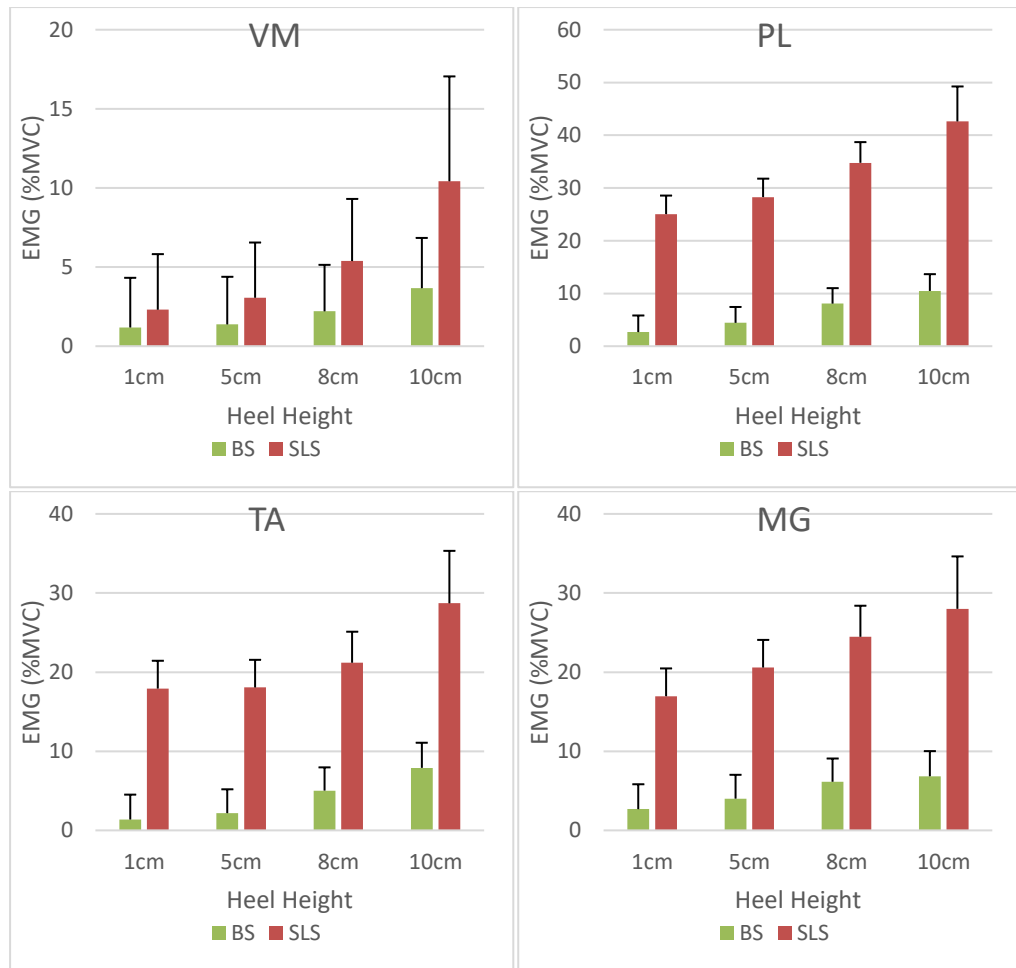 VM
EMG (%MVC)
20
15
10
5
0
1cm 5cm 8cm 10cm
Heel Height
BS SLS
PL
EMG (%MVC)
60
50
40
30
20
10
0
1cm 5cm 8cm 10cm
Heel Height
BS SLS
TA
EMG (%MVC)
40
30
20
10
0
1cm 5cm 8cm 10cm
Heel Height
BS SLS
MG
EMG (%MVC)
40
30
20
10
0
1cm 5cm 8cm 10cm
Heel Height
BS SLS